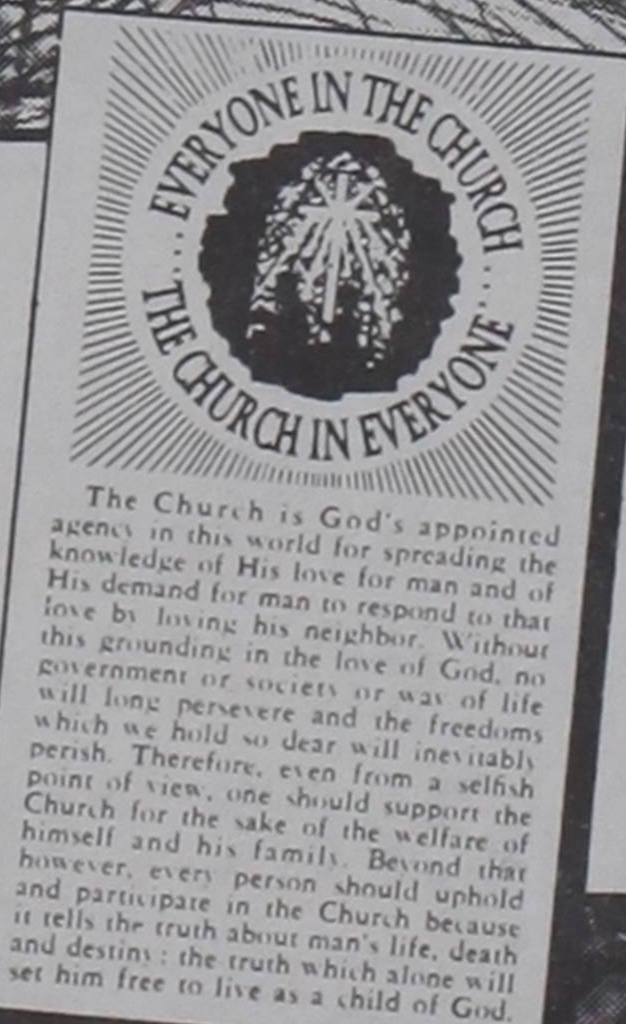 ... EVERYONE IN THE CHURCH ...
THE CHURCH IN EVERYONE
The Church is God's appointed
agency in this world for spreading the
knowledge of His love for man and of
His demand for man to respond to that
love by loving his neighbor. Without
this grounding in the love of God, no
government or society or way of life
will long persevere and the freedoms
which we hold so dear will inevitably
perish. Therefore, even from a selfish
point of view, one should support the
Church for the sake of the welfare of
himself and his family. Beyond that
however, every person should uphold
and participate in the Church because
it tells the truth about man's life, death
and destiny; the truth which alone will
set him free to live as a child of God.